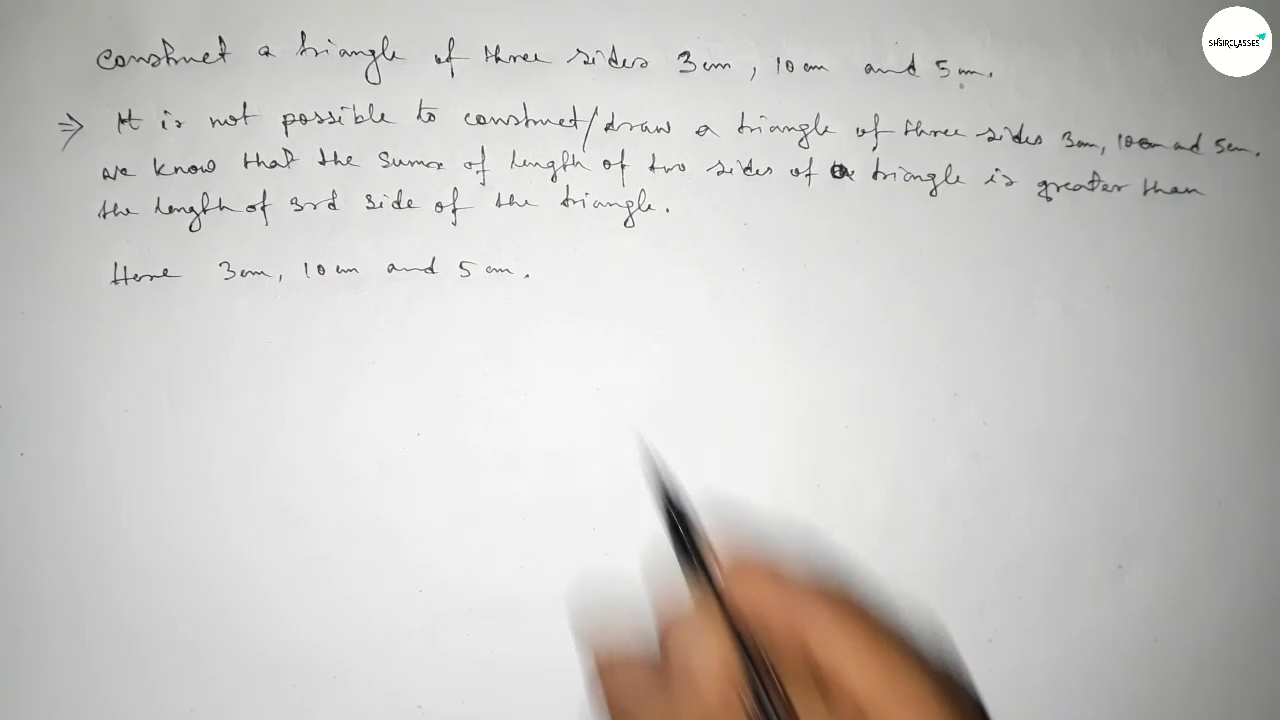 SHSIRCLASSES
construct a triangle of three sides 3cm, 10cm and 5cm.
⇒ It is not possible to construct/draw a triangle of three sides 3cm, 10cm and 5cm.
we know that the sum of length of two sides of a triangle is greater than
the length of 3rd side of the triangle.
Here 3cm, 10cm and 5cm.